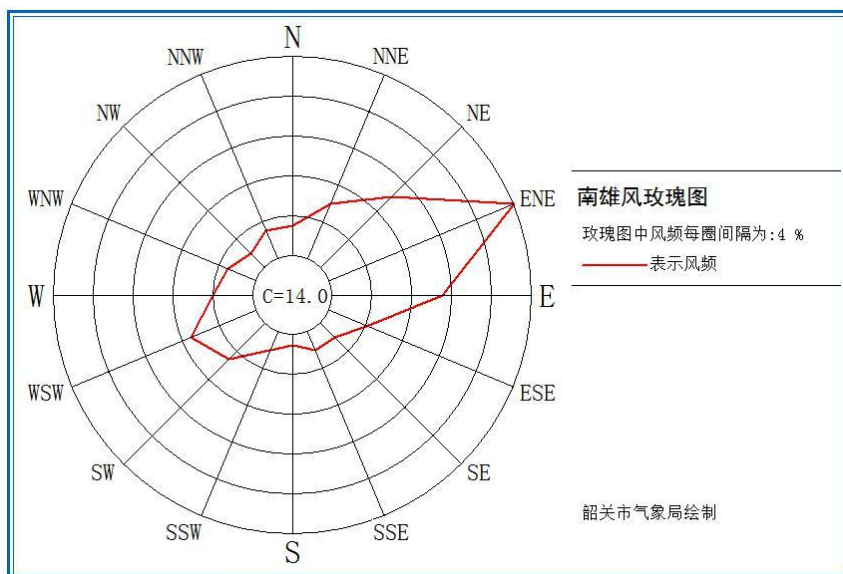 N
NNW
NNE
NW
NE
WNW
ENE
W
C=14.0
E
WSW
ESE
SW
SE
SSW
SSE
S
南雄风玫瑰图
玫瑰图中风频每圈间隔为:4 %
表示风频
韶关市气象局绘制